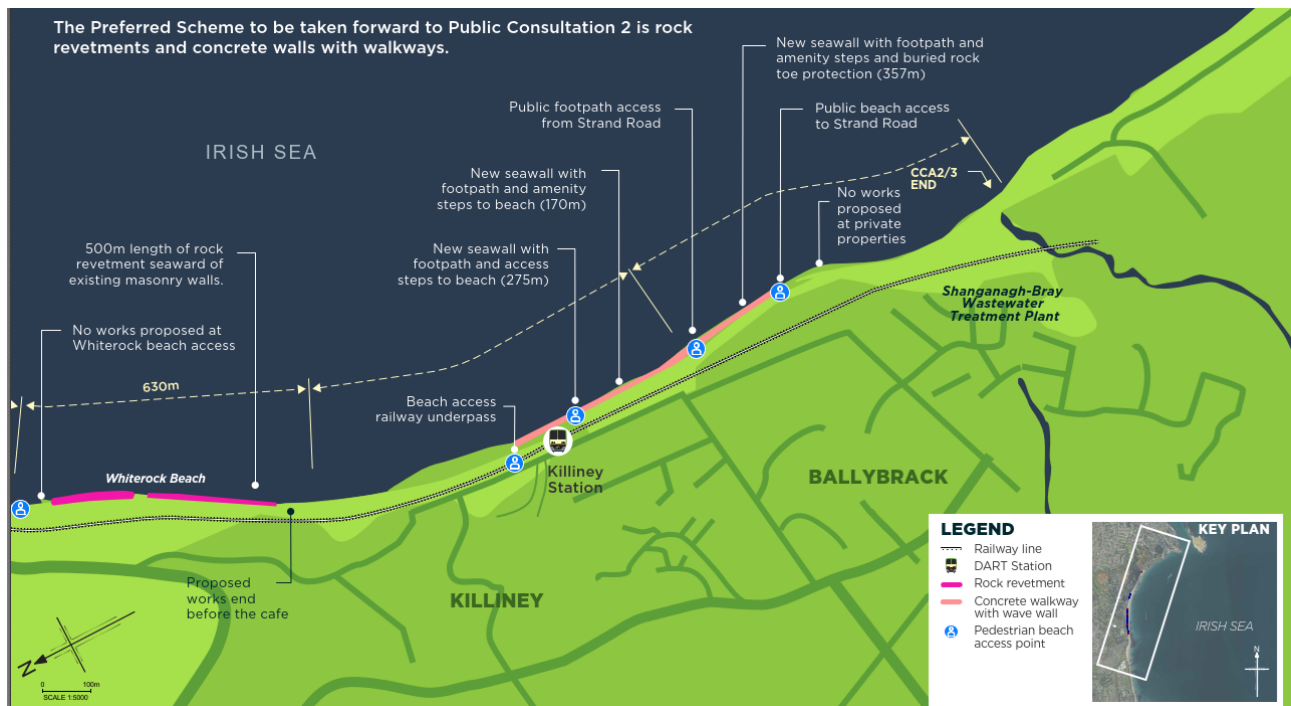 The Preferred Scheme to be taken forward to Public Consultation 2 is rock
revetments and concrete walls with walkways.
New seawall with footpath and
amenity steps and buried rock
toe protection (357m)
Public footpath access
from Strand Road
Public beach access
to Strand Road
IRISH SEA
New seawall with
footpath and amenity
steps to beach (170m)
CCA2/3
END
No works
proposed
at private
properties
500m length of rock
revetment seaward of
existing masonry walls.
New seawall with
footpath and access
steps to beach (275m)
Shanganagh-Bray
Wastewater
Treatment Plant
No works proposed at
Whiterock beach access
630m
Beach access
railway underpass
Whiterock Beach
Killiney
Station
BALLYBRACK
Proposed
works end
before the cafe
KILLINEY
N
0 100m
SCALE 1:5000
LEGEND
Railway line
DART Station
Rock revetment
Concrete walkway
with wave wall
Pedestrian beach
access point
KEY PLAN
IRISH SEA
N